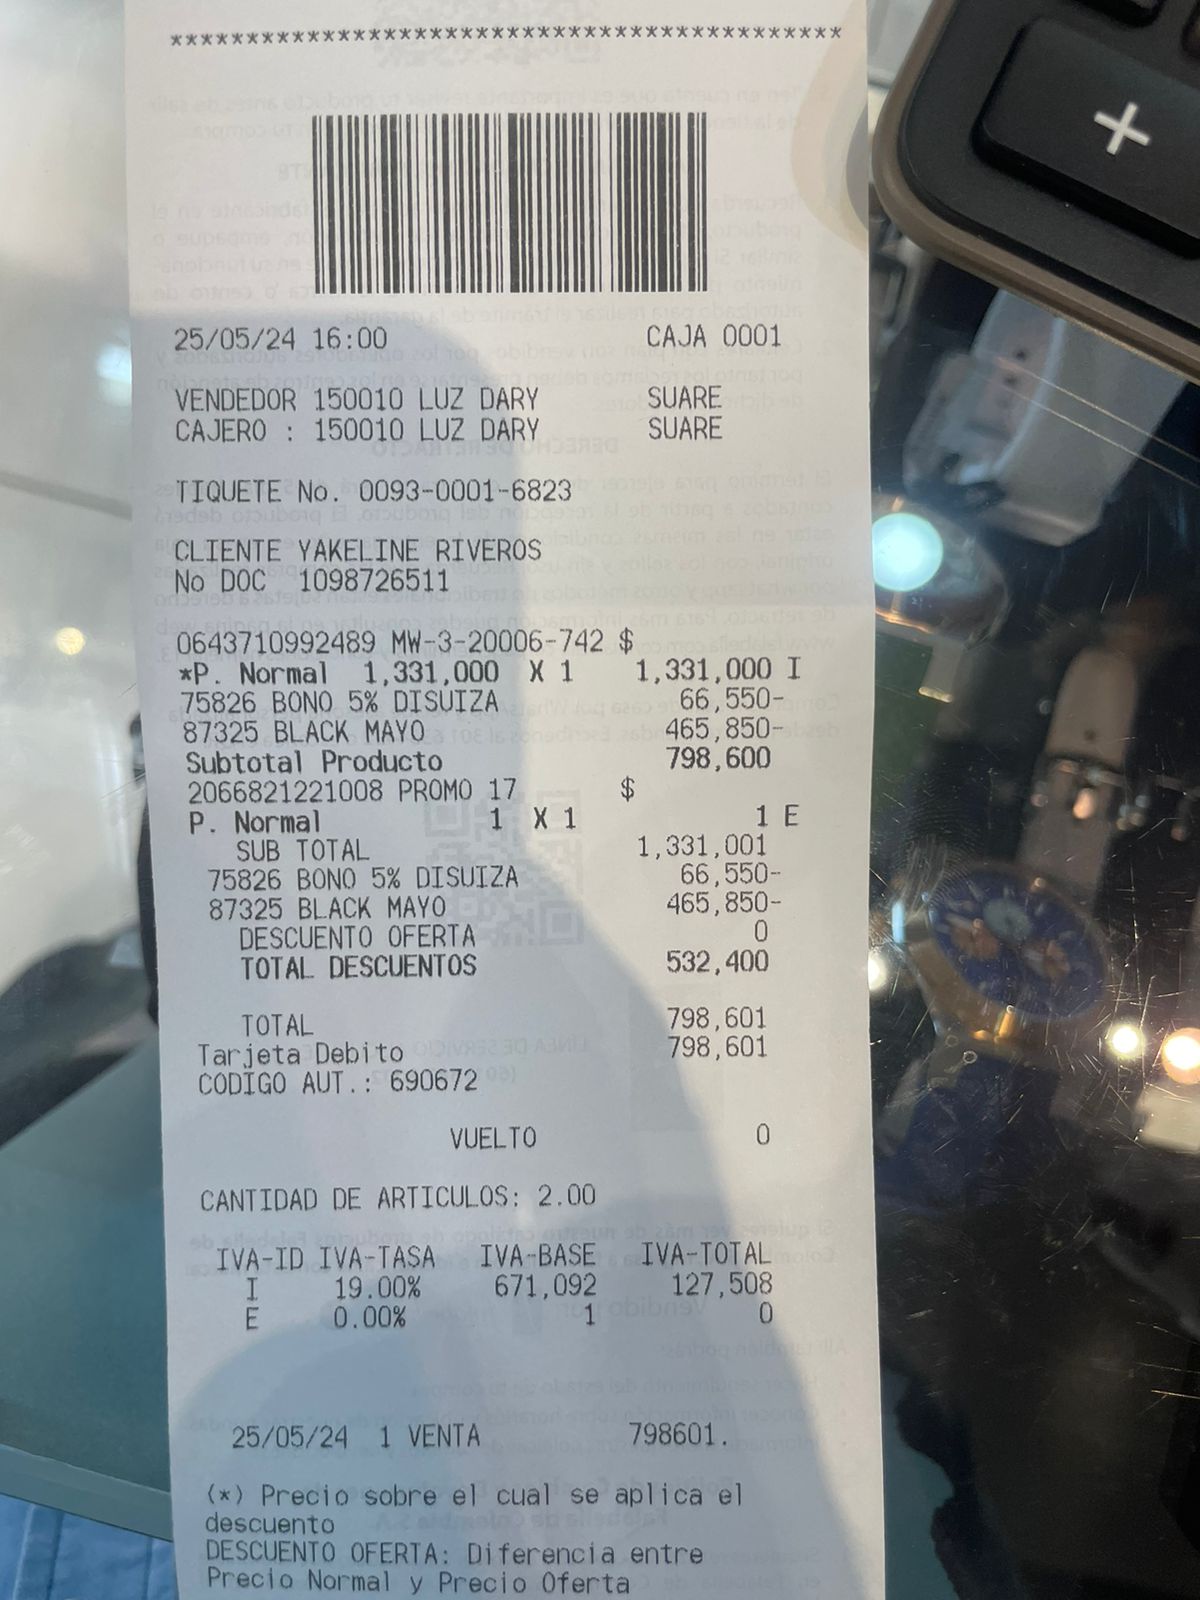 ******************************************
25/05/24 16:00 CAJA 0001
VENDEDOR 150010 LUZ DARY SUARE
CAJERO : 150010 LUZ DARY SUARE
TIQUETE No. 0093-0001-6823
CLIENTE YAKELINE RIVEROS
No DOC 1098726511
0643710992489 MW-3-20006-742 $
*P. Normal 1,331,000 X 1 1,331,000 I
75826 BONO 5% DISUIZA 66,550-
87325 BLACK MAYO 465,850-
Subtotal Producto 798,600
2066821221008 PROMO 17 $
P. Normal 1 X 1 1 E
SUB TOTAL 1,331,001
75826 BONO 5% DISUIZA 66,550-
87325 BLACK MAYO 465,850-
DESCUENTO OFERTA 0
TOTAL DESCUENTOS 532,400
TOTAL 798,601
Tarjeta Debito 798,601
CODIGO AUT.: 690672
VUELTO 0
CANTIDAD DE ARTICULOS: 2.00
IVA-ID IVA-TASA IVA-BASE IVA-TOTAL
I 19.00% 671,092 127,508
E 0.00% 1 0
25/05/24 1 VENTA 798601.
(*) Precio sobre el cual se aplica el
descuento
DESCUENTO OFERTA: Diferencia entre
Precio Normal y Precio Oferta
+